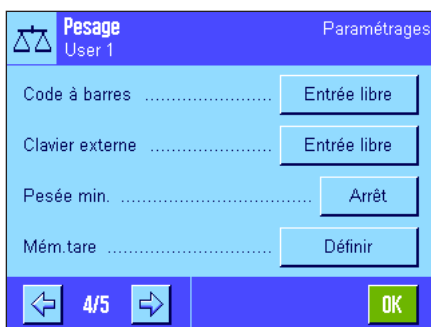 Pesage Paramétrages
User 1
Code à barres ........................ Entrée libre
Clavier externe ....................... Entrée libre
Pesée min. ..................................... Arrêt
Mém.tare ............................... Définir
4/5 OK